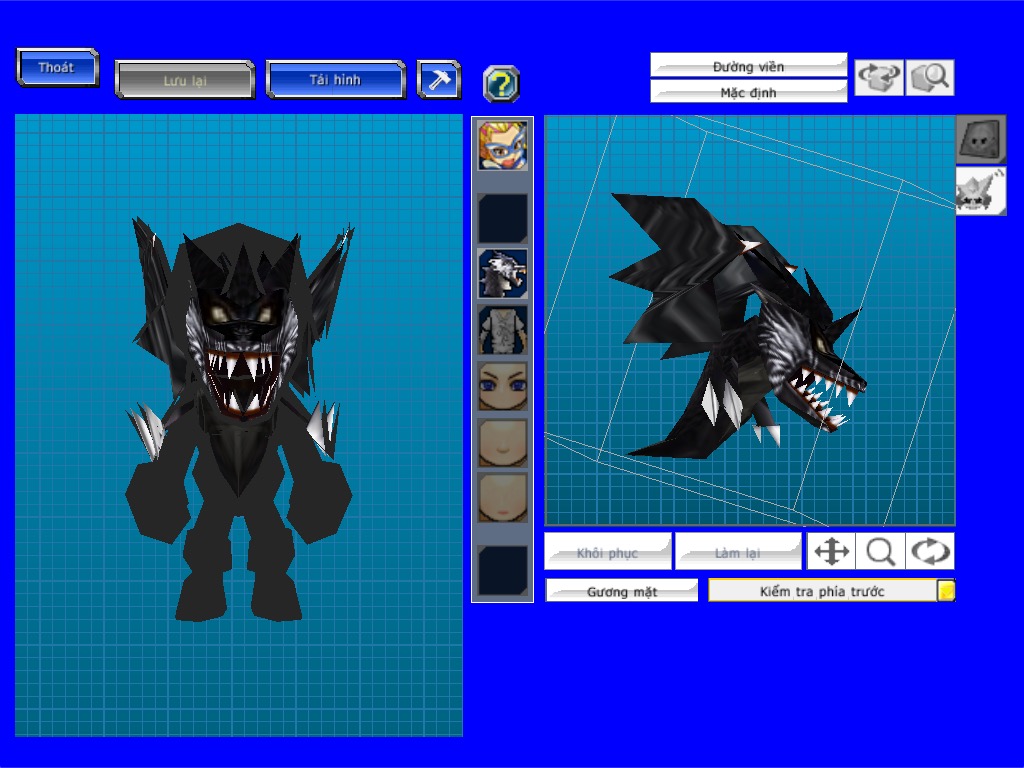 Thoát
Lưu lại
Tải hình
Đường viền
Mặc định
Khôi phục
Làm lại
Gương mặt
Kiểm tra phía trước